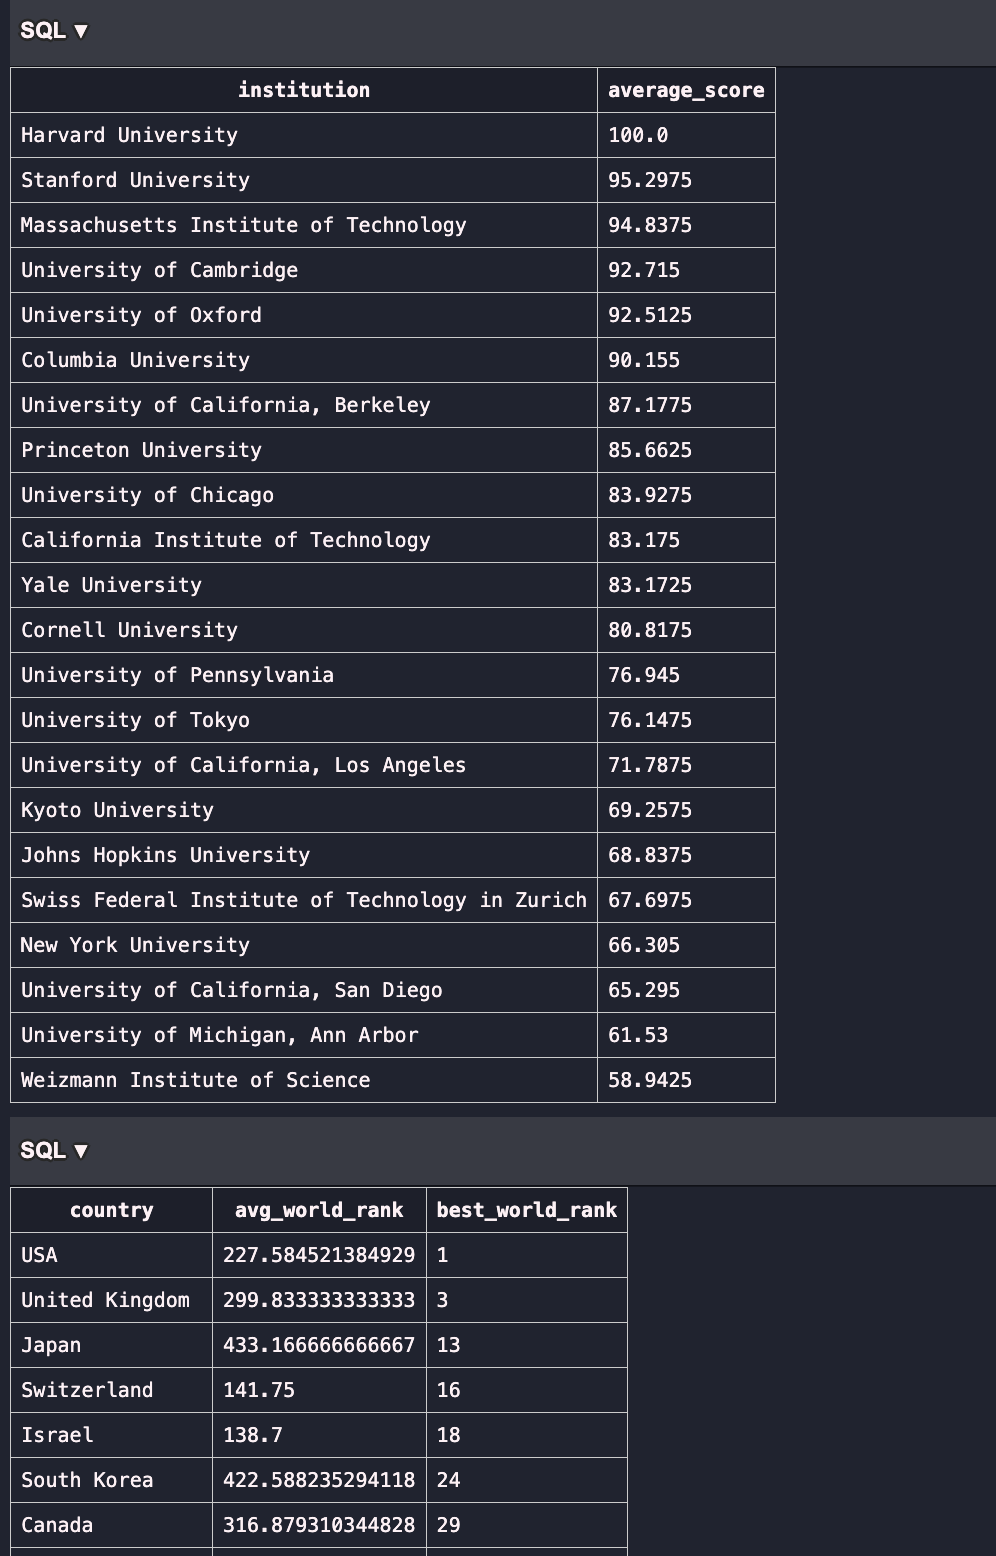 SQL ▼
institution average_score
Harvard University 100.0
Stanford University 95.2975
Massachusetts Institute of Technology 94.8375
University of Cambridge 92.715
University of Oxford 92.5125
Columbia University 90.155
University of California, Berkeley 87.1775
Princeton University 85.6625
University of Chicago 83.9275
California Institute of Technology 83.175
Yale University 83.1725
Cornell University 80.8175
University of Pennsylvania 76.945
University of Tokyo 76.1475
University of California, Los Angeles 71.7875
Kyoto University 69.2575
Johns Hopkins University 68.8375
Swiss Federal Institute of Technology in Zurich 67.6975
New York University 66.305
University of California, San Diego 65.295
University of Michigan, Ann Arbor 61.53
Weizmann Institute of Science 58.9425
SQL ▼
country avg_world_rank best_world_rank
USA 227.584521384929 1
United Kingdom 299.833333333333 3
Japan 433.166666666667 13
Switzerland 141.75 16
Israel 138.7 18
South Korea 422.588235294118 24
Canada 316.879310344828 29